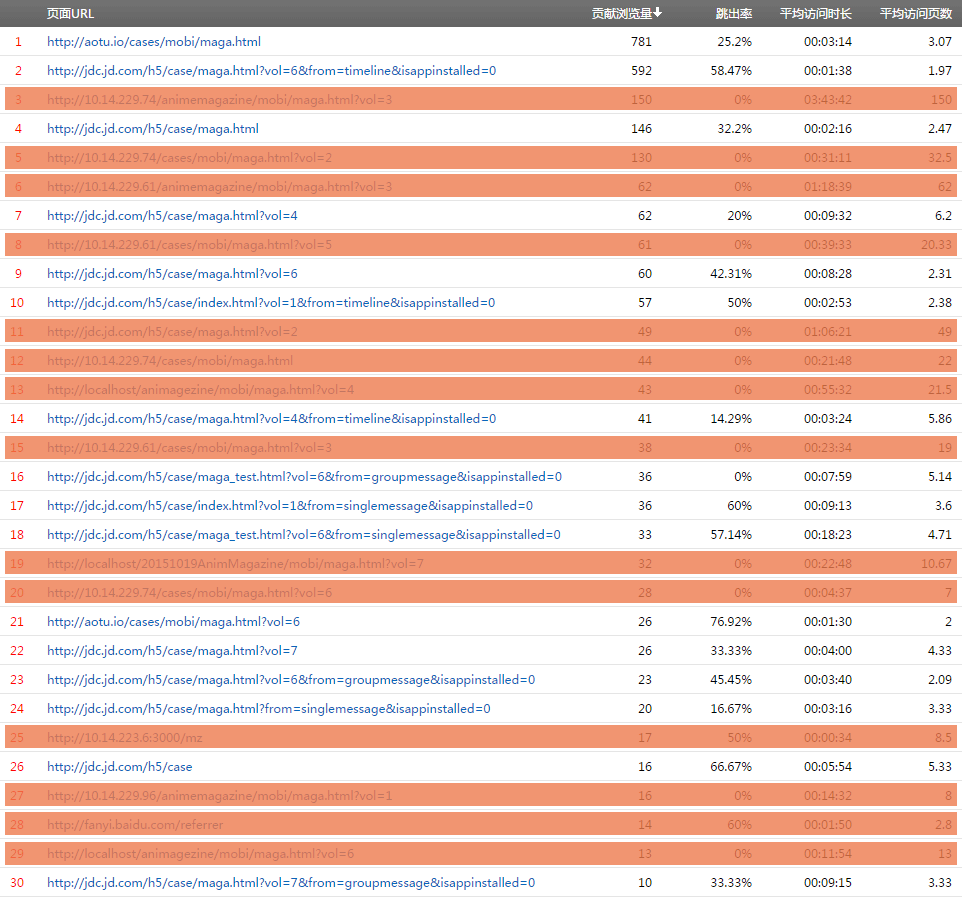 页面URL 贡献浏览量 跳出率 平均访问时长 平均访问页数
1 http://aotu.io/cases/mobi/maga.html 781 25.2% 00:03:14 3.07
2 http://jdc.jd.com/h5/case/maga.html?vol=6&from=timeline&isappinstalled=0 592 58.47% 00:01:38 1.97
3 http://10.14.229.74/animemagazine/mobi/maga.html?vol=3 150 0% 03:43:42 150
4 http://jdc.jd.com/h5/case/maga.html 146 32.2% 00:02:16 2.47
5 http://10.14.229.74/cases/mobi/maga.html?vol=2 130 0% 00:31:11 32.5
6 http://10.14.229.61/animemagazine/mobi/maga.html?vol=3 62 0% 01:18:39 62
7 http://jdc.jd.com/h5/case/maga.html?vol=4 62 20% 00:09:32 6.2
8 http://10.14.229.61/cases/mobi/maga.html?vol=5 61 0% 00:39:33 20.33
9 http://jdc.jd.com/h5/case/maga.html?vol=6 60 42.31% 00:08:28 2.31
10 http://jdc.jd.com/h5/case/index.html?vol=1&from=timeline&isappinstalled=0 57 50% 00:02:53 2.38
11 http://jdc.jd.com/h5/case/maga.html?vol=2 49 0% 01:06:21 49
12 http://10.14.229.74/cases/mobi/maga.html 44 0% 00:21:48 22
13 http://localhost/animagezine/mobi/maga.html?vol=4 43 0% 00:55:32 21.5
14 http://jdc.jd.com/h5/case/maga.html?vol=4&from=timeline&isappinstalled=0 41 14.29% 00:03:24 5.86
15 http://10.14.229.61/cases/mobi/maga.html?vol=3 38 0% 00:23:34 19
16 http://jdc.jd.com/h5/case/maga_test.html?vol=6&from=groupmessage&isappinstalled=0 36 0% 00:07:59 5.14
17 http://jdc.jd.com/h5/case/index.html?vol=1&from=singlemessage&isappinstalled=0 36 60% 00:09:13 3.6
18 http://jdc.jd.com/h5/case/maga_test.html?vol=6&from=singlemessage&isappinstalled=0 33 57.14% 00:18:23 4.71
19 http://localhost/20151019AnimMagazine/mobi/maga.html?vol=7 32 0% 00:22:48 10.67
20 http://10.14.229.74/cases/mobi/maga.html?vol=6 28 0% 00:04:37 7
21 http://aotu.io/cases/mobi/maga.html?vol=6 26 76.92% 00:01:30 2
22 http://jdc.jd.com/h5/case/maga.html?vol=7 26 33.33% 00:04:00 4.33
23 http://jdc.jd.com/h5/case/maga.html?vol=6&from=groupmessage&isappinstalled=0 23 45.45% 00:03:40 2.09
24 http://jdc.jd.com/h5/case/maga.html?from=singlemessage&isappinstalled=0 20 16.67% 00:03:16 3.33
25 http://10.14.223.6:3000/mz 17 50% 00:00:34 8.5
26 http://jdc.jd.com/h5/case 16 66.67% 00:05:54 5.33
27 http://10.14.229.96/animemagazine/mobi/maga.html?vol=1 16 0% 00:14:32 8
28 http://fanyi.baidu.com/referrer 14 60% 00:01:50 2.8
29 http://localhost/animagezine/mobi/maga.html?vol=6 13 0% 00:11:54 13
30 http://jdc.jd.com/h5/case/maga.html?vol=7&from=groupmessage&isappinstalled=0 10 33.33% 00:09:15 3.33